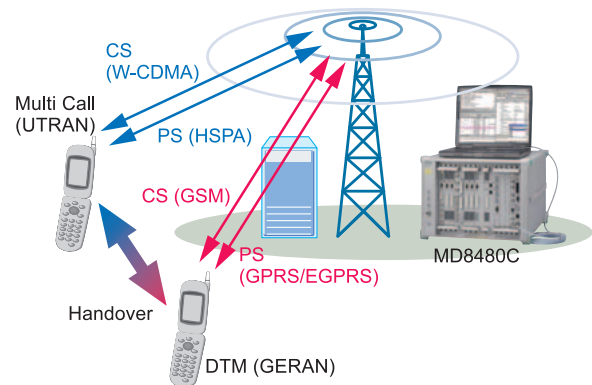 CS
(W-CDMA)
Multi Call
(UTRAN)
PS (HSPA)
CS (GSM)
PS
(GPRS/EGPRS)
MD8480C
Handover
DTM (GERAN)